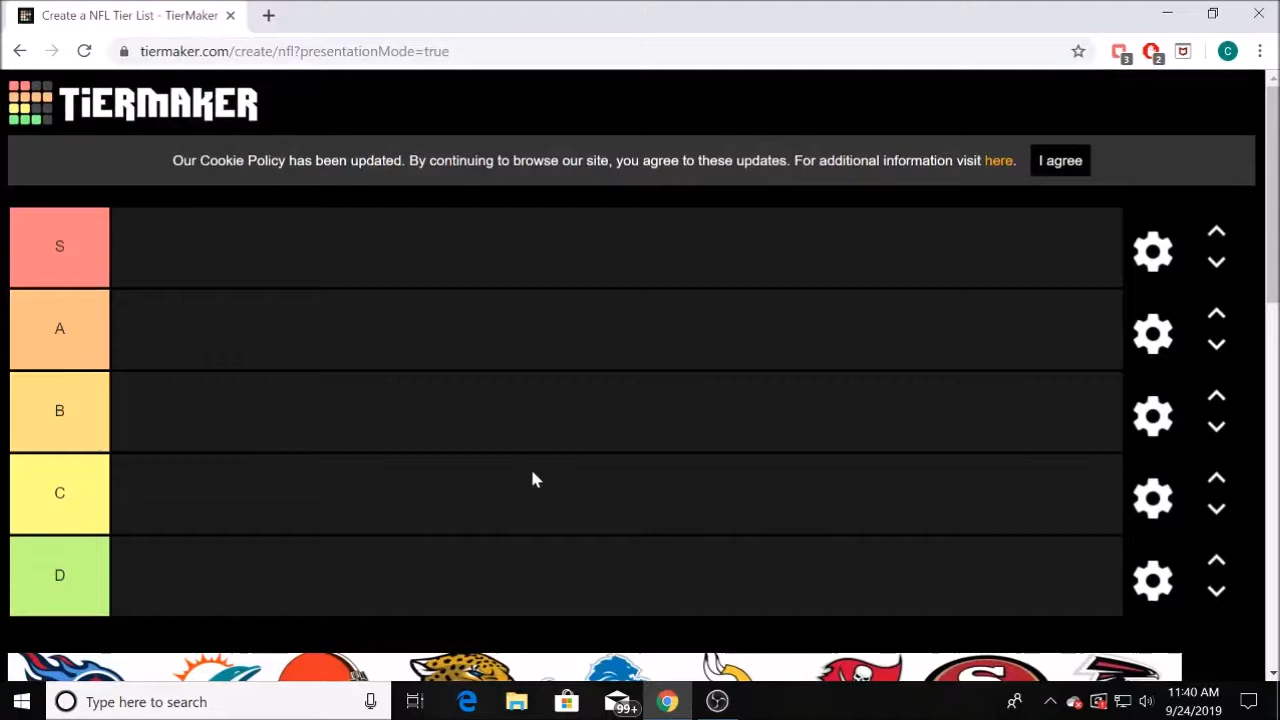 Create a NFL Tier List - TierMaker
tiermaker.com/create/nfl?presentationMode=true
3
2
C
TiERMAKER
Our Cookie Policy has been updated. By continuing to browse our site, you agree to these updates. For additional information visit here.
I agree
S
A
B
C
D
Type here to search
99+
11:40 AM
9/24/2019